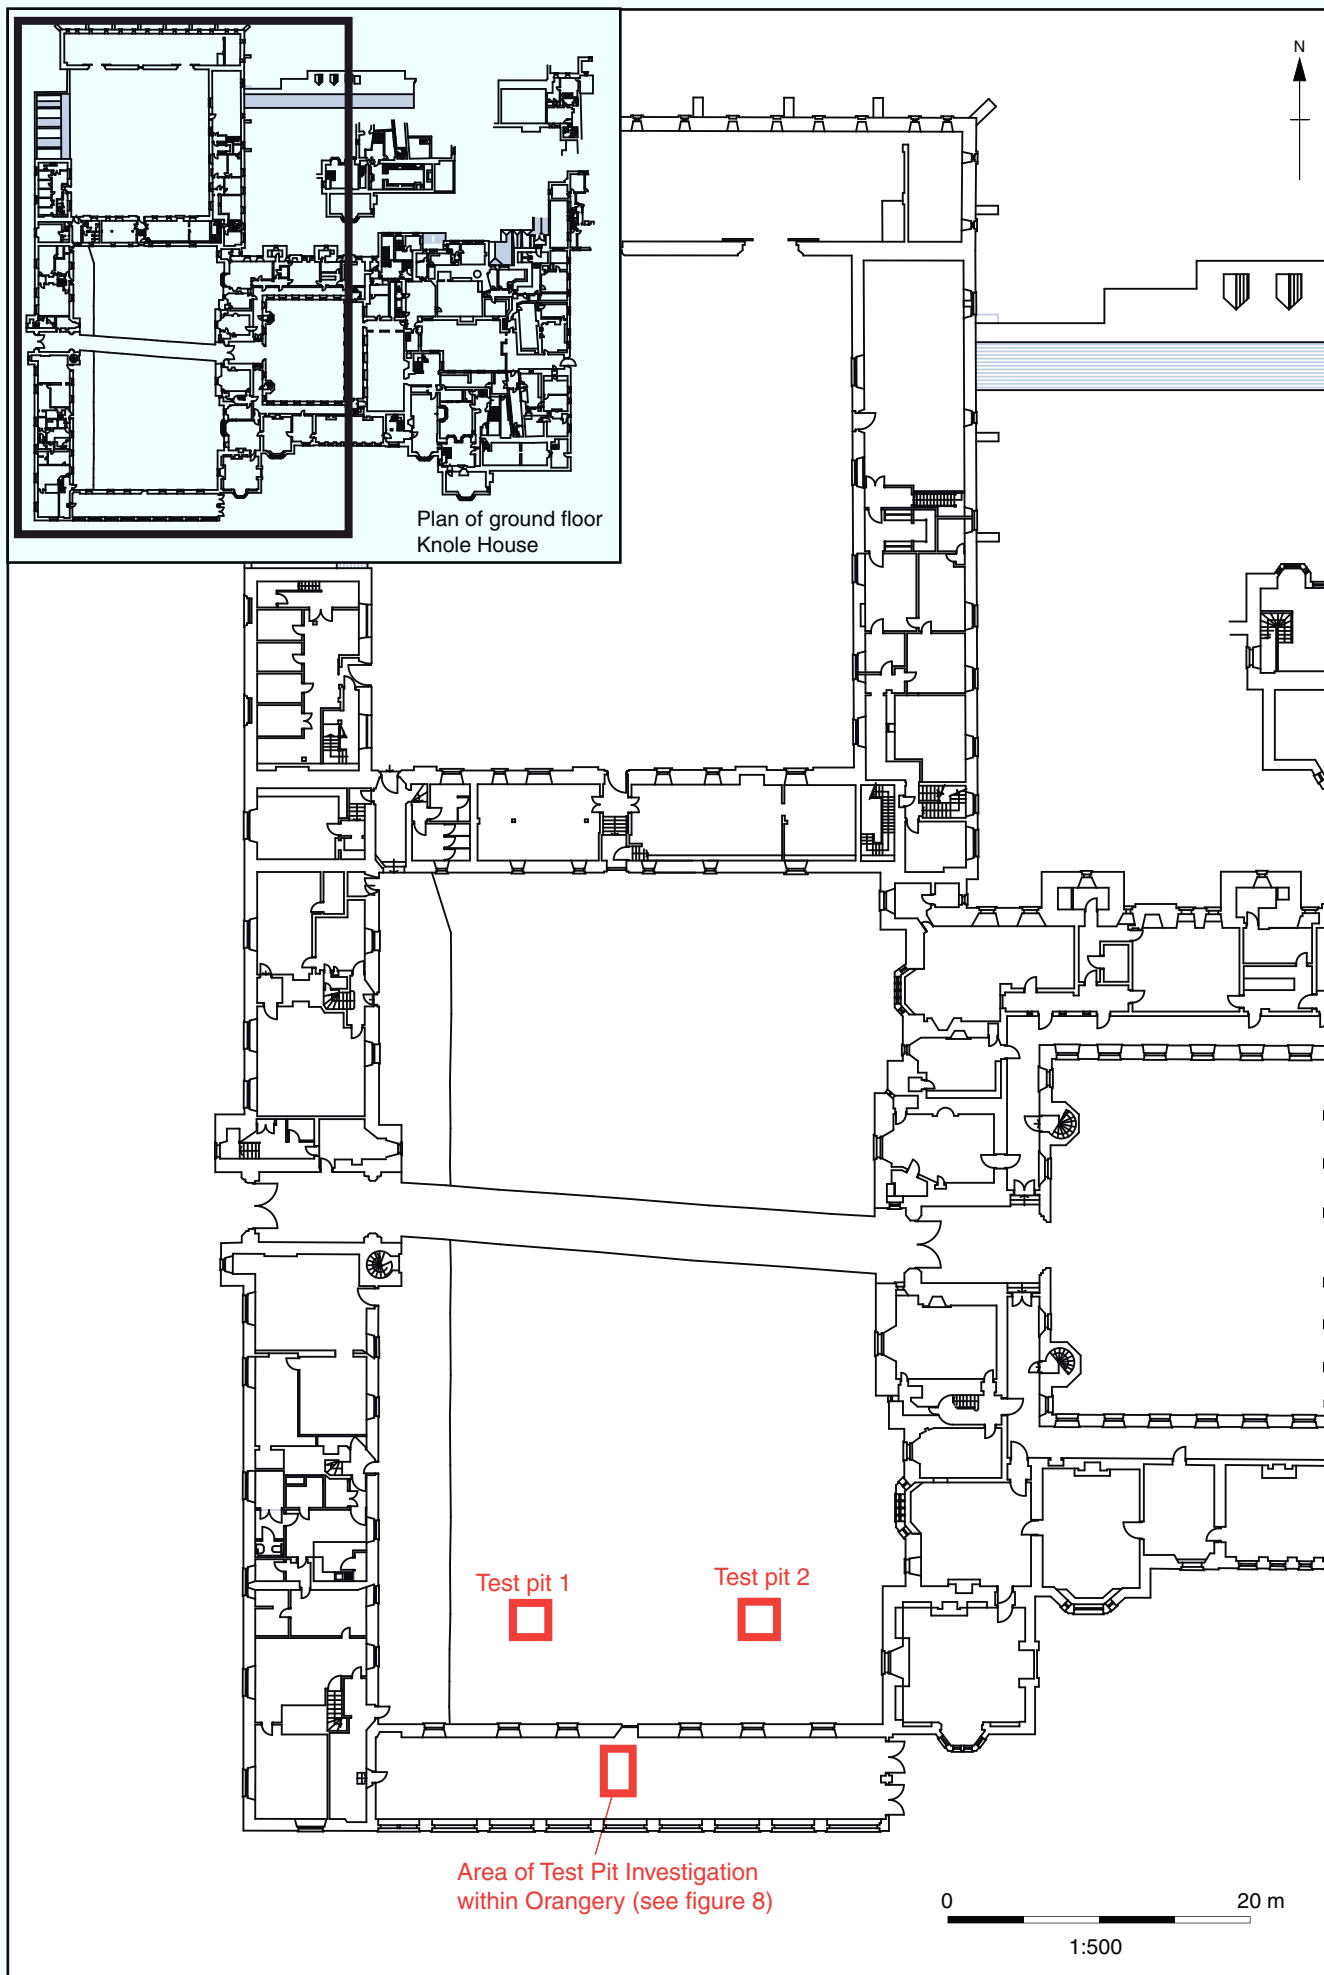 N
Plan of ground floor
Knole House
Test pit 1
Test pit 2
Area of Test Pit Investigation
within Orangery (see figure 8)
0
20 m
1:500